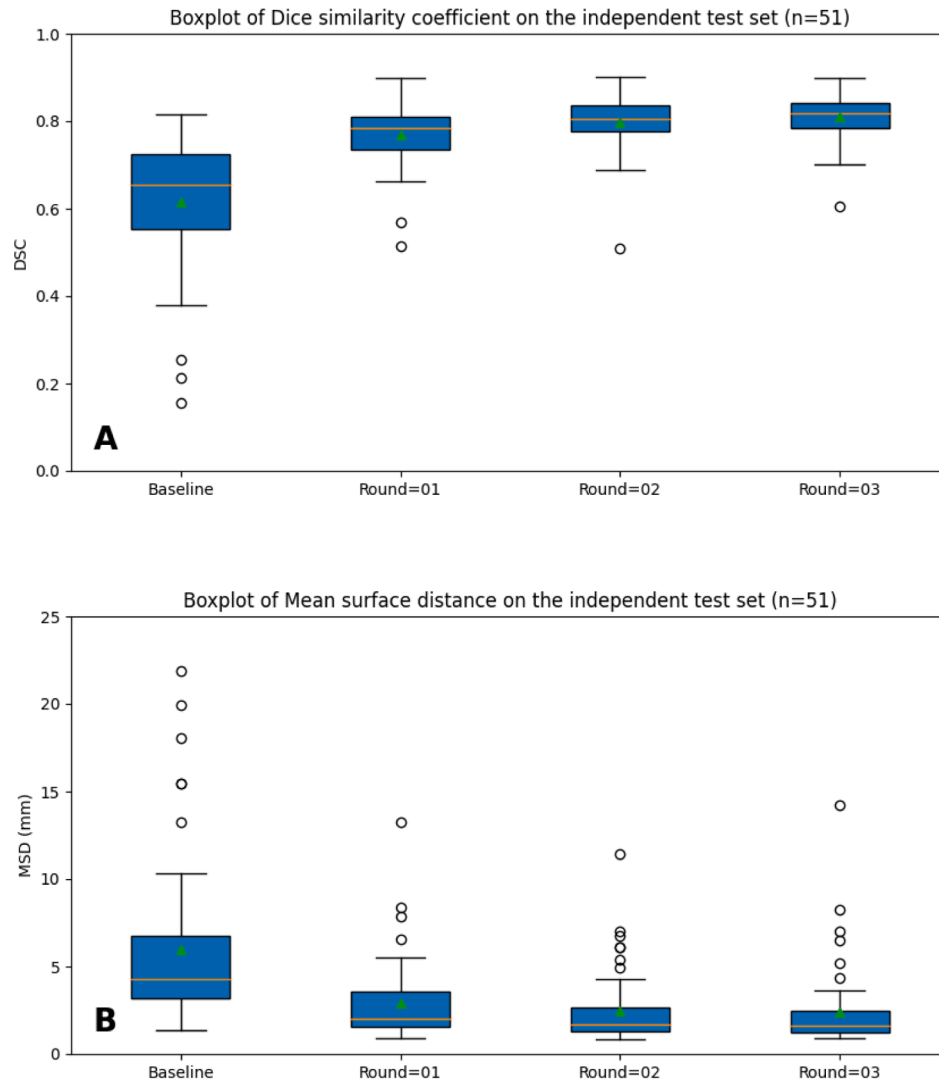 Boxplot of Dice similarity coefficient on the independent test set (n=51)
1.0
0.8
0.6
0.4
0.2
0.0
DSC
A
Baseline Round=01 Round=02 Round=03
Boxplot of Mean surface distance on the independent test set (n=51)
25
20
15
10
5
0
MSD (mm)
B
Baseline Round=01 Round=02 Round=03